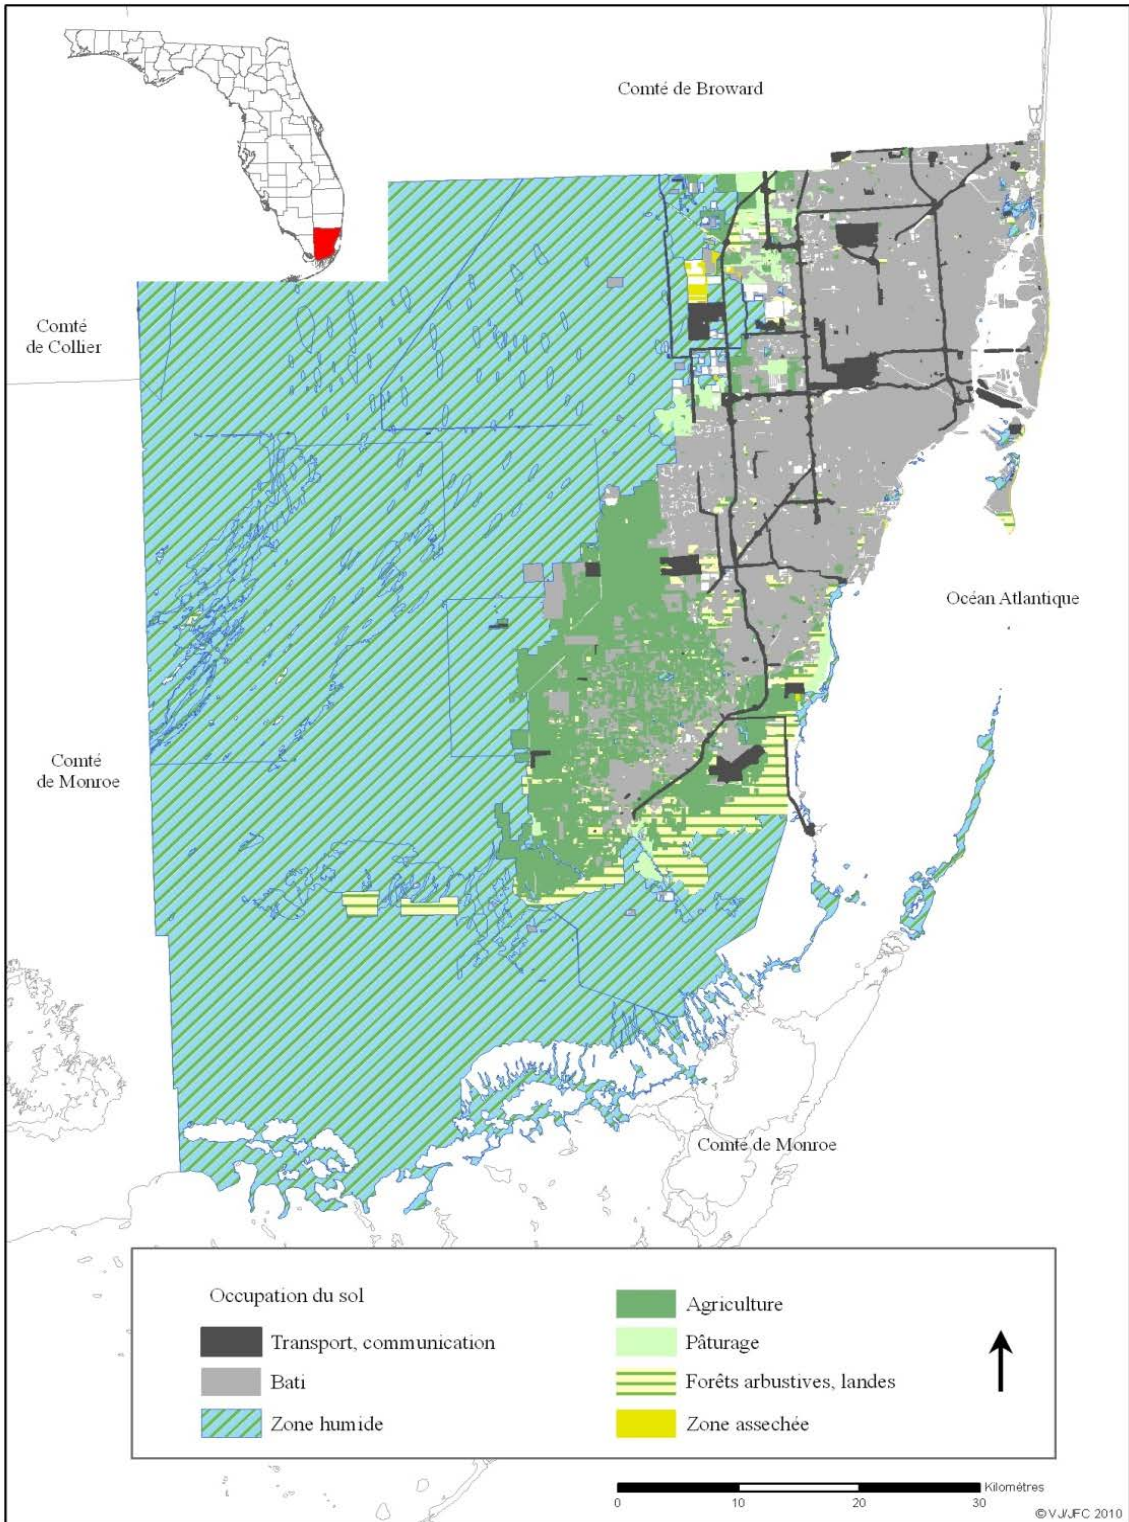 Comté de Broward
Comté
de Collier
Océan Atlantique
Comté
de Monroe
Comté de Monroe
Occupation du sol
Transport, communication
Bati
Zone humide
Agriculture
Pâturage
Forêts arbustives, landes
Zone assechée
Kilomètres
0 10 20 30
© VJ/JFC 2010